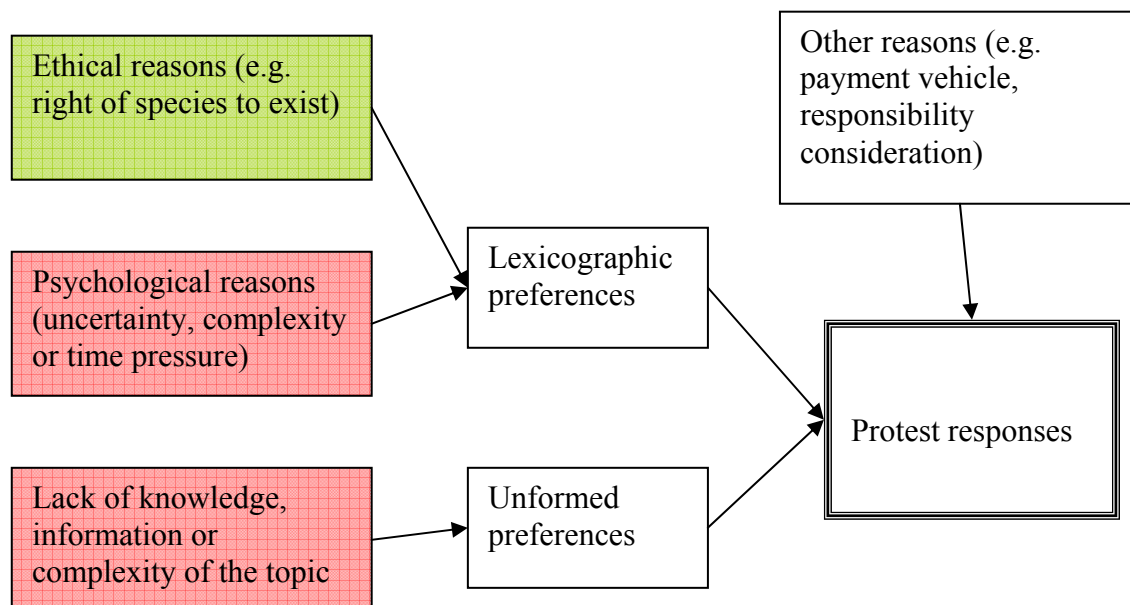 Ethical reasons (e.g.
right of species to exist)
Other reasons (e.g.
payment vehicle,
responsibility
consideration)
Psychological reasons
(uncertainty, complexity
or time pressure)
Lexicographic
preferences
Protest responses
Lack of knowledge,
information or
complexity of the topic
Unformed
preferences